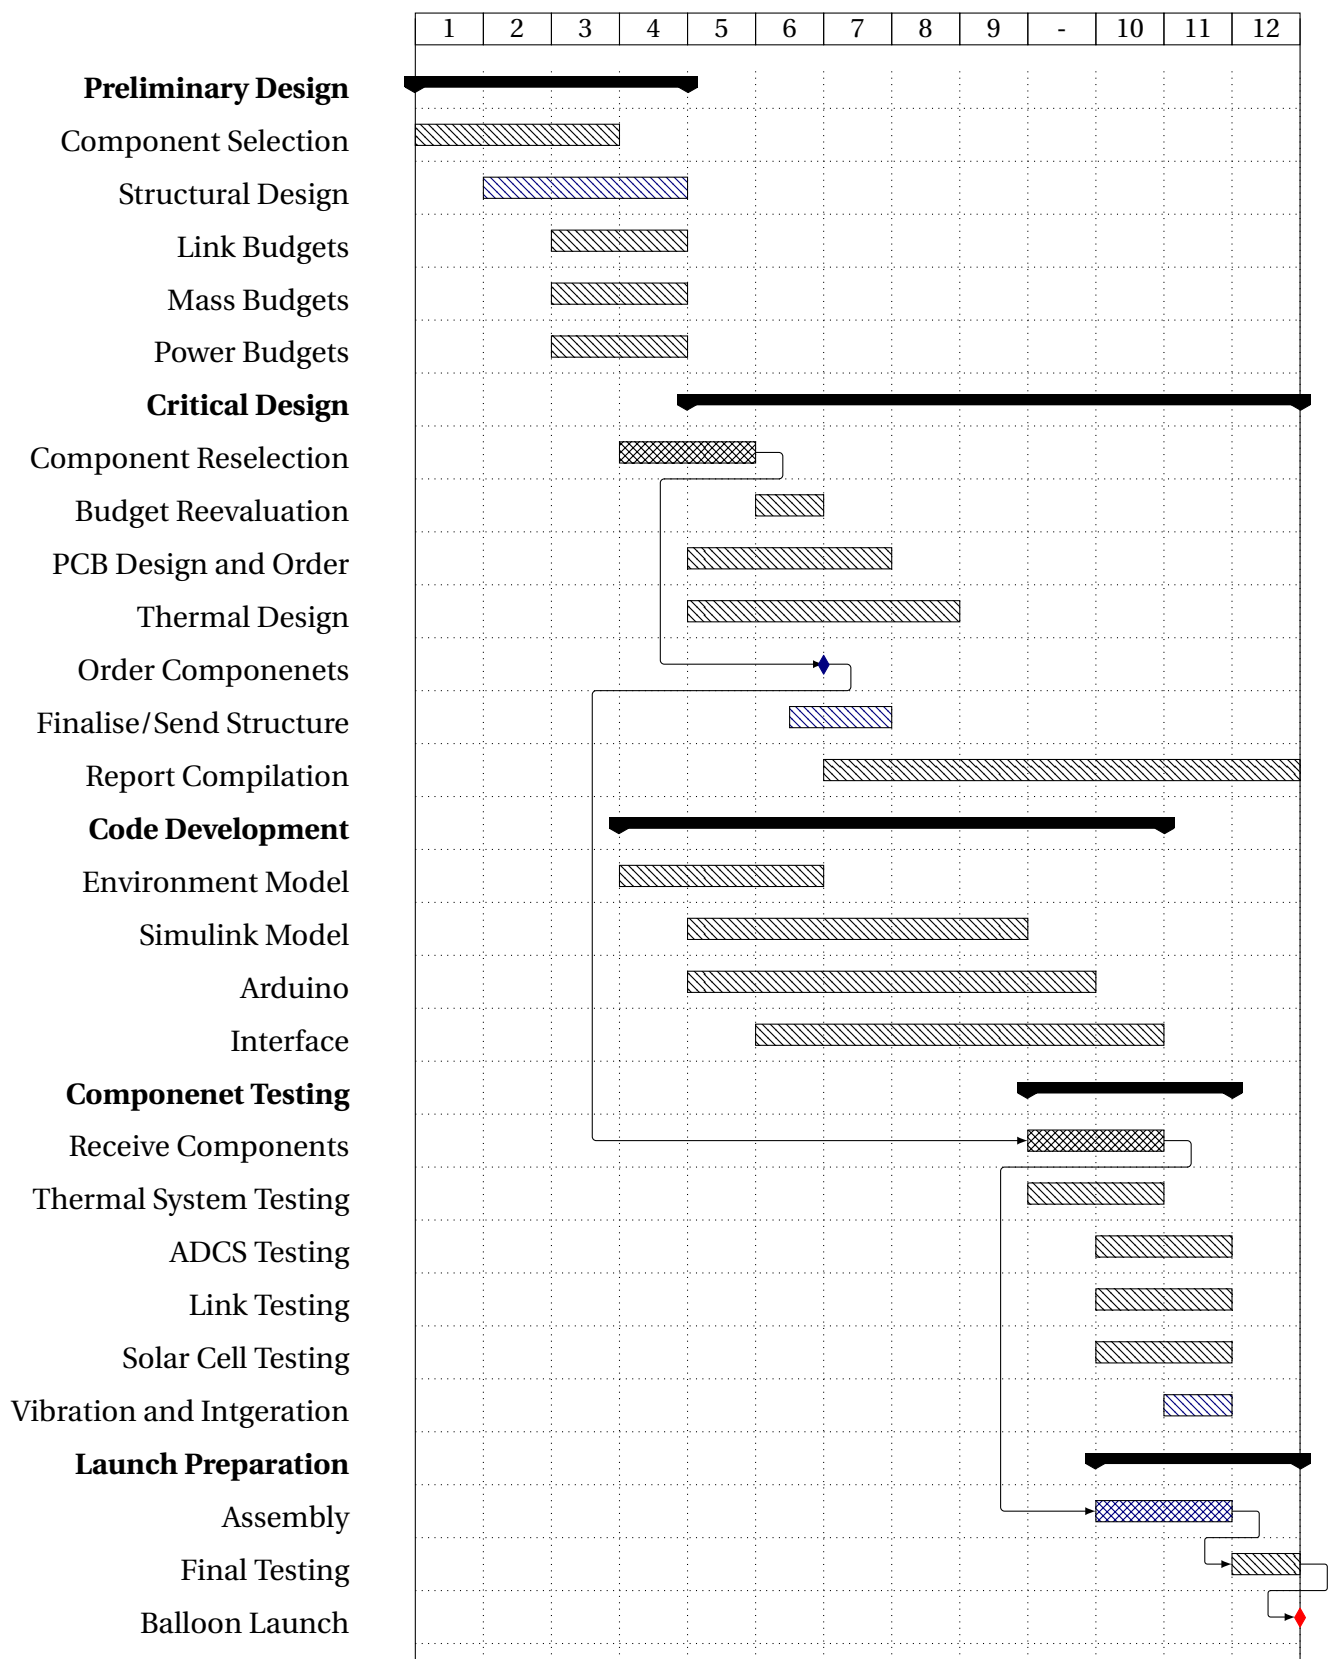 1 2 3 4 5 6 7 8 9 - 10 11 12
Preliminary Design
Component Selection
Structural Design
Link Budgets
Mass Budgets
Power Budgets
Critical Design
Component Reselection
Budget Reevaluation
PCB Design and Order
Thermal Design
Order Componenets
Finalise/Send Structure
Report Compilation
Code Development
Environment Model
Simulink Model
Arduino
Interface
Componenet Testing
Receive Components
Thermal System Testing
ADCS Testing
Link Testing
Solar Cell Testing
Vibration and Intgeration
Launch Preparation
Assembly
Final Testing
Balloon Launch